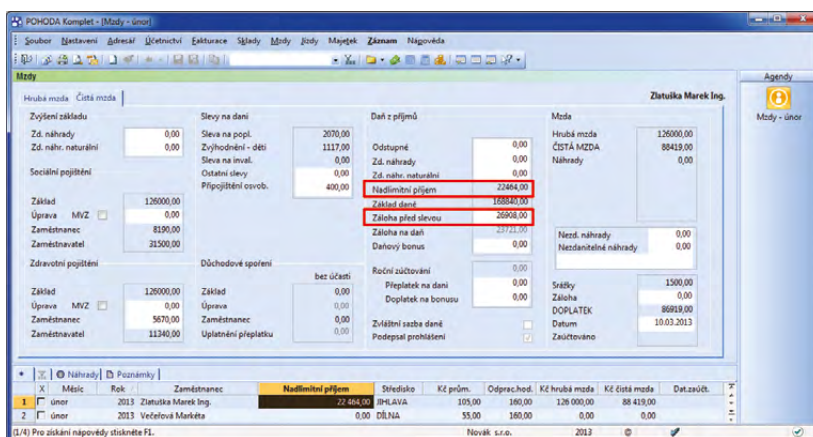 POHODA Komplet - [Mzdy - únor]
Soubor Nastavení Adresář Účetnictví Fakturace Sklady Mzdy Jízdy Majetek Záznam Nápověda
Mzdy
Agendy
Hrubá mzda Čistá mzda Zlatuška Marek Ing.
Mzdy - únor
Zvýšení základu
Zd. náhrady 0,00
Zd. náhr. naturální 0,00
Sociální pojištění
Základ 126000,00
Úprava MVZ 0,00
Zaměstnanec 8190,00
Zaměstnavatel 31500,00
Zdravotní pojištění
Základ 126000,00
Úprava MVZ 0,00
Zaměstnanec 5670,00
Zaměstnavatel 11340,00
Slevy na dani
Sleva na popl. 2070,00
Zvýhodnění - děti 1117,00
Sleva na inval. 0,00
Ostatní slevy 0,00
Připojištění osvob. 400,00
Důchodové spoření
bez účasti
Základ 0,00
Úprava 0,00
Zaměstnanec 0,00
Uplatnění přeplatku 0,00
Daň z příjmů
Odstupné 0,00
Zd. náhrady 0,00
Zd. náhr. naturální 0,00
Nadlimitní příjem 22464,00
Základ daně 168840,00
Záloha před slevou 26908,00
Záloha na daň 23721,00
Daňový bonus 0,00
Roční zúčtování 0,00
Přeplatek na dani 0,00
Doplatek na bonusu 0,00
Zvláštní sazba daně
Podepsal prohlášení
Mzda
Hrubá mzda 126000,00
ČISTÁ MZDA 88419,00
Náhrady 0,00
Nezd. náhrady 0,00
Nezdanitelné náhrady 0,00
Srážky 1500,00
Záloha 0,00
DOPLATEK 86919,00
Datum 10.03.2013
Zaúčtováno
Náhrady Poznámky
X Měsíc Rok Zaměstnanec Nadlimitní příjem Středisko Kč prům. Odprac.hod. Kč hrubá mzda Kč čistá mzda Dat.zaúčt.
1 únor 2013 Zlatuška Marek Ing. 22 464,00 JIHLAVA 105,00 160,00 126 000,00 88 419,00
2 únor 2013 Večeřová Markéta 0,00 DÍLNA 55,00 160,00 0,00 0,00
(1/4) Pro získání nápovědy stiskněte F1. Novák s.r.o. 2013 @